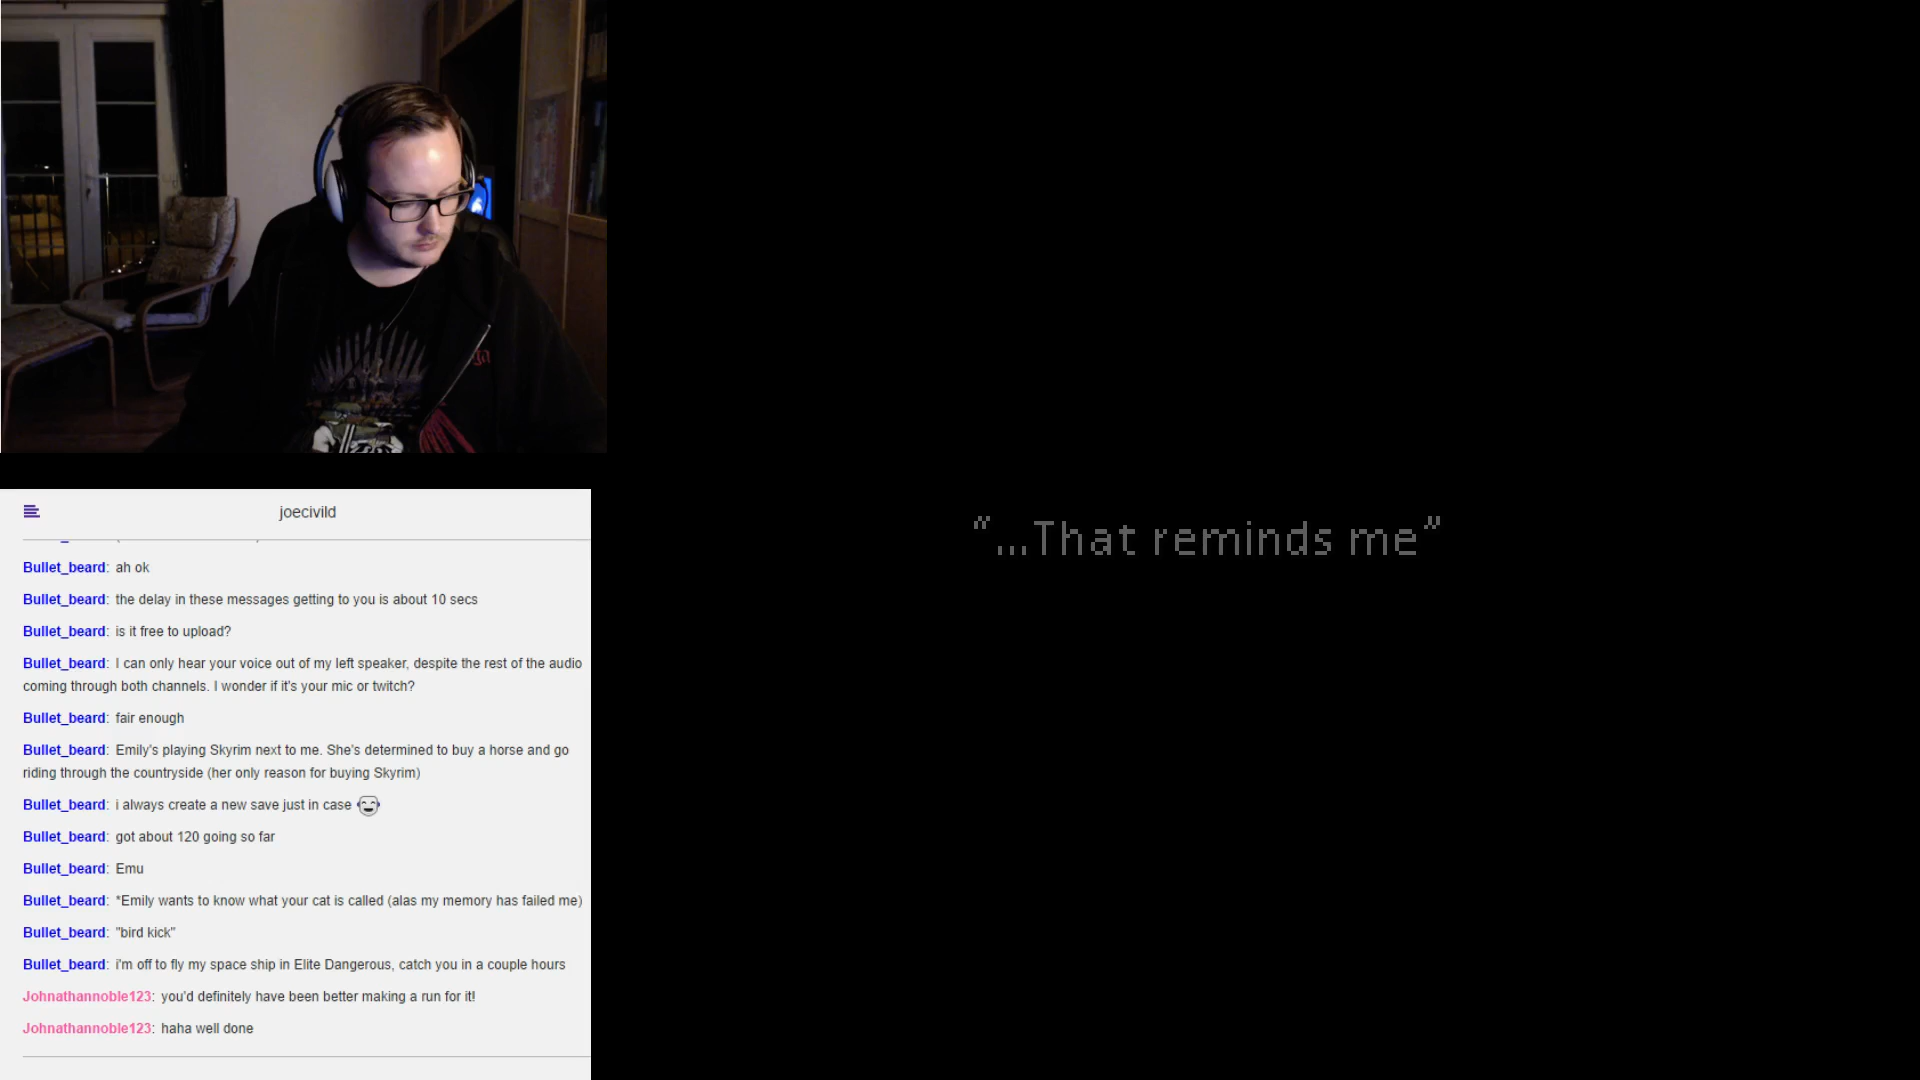 joecivild
Bullet_beard: ah ok
Bullet_beard: the delay in these messages getting to you is about 10 secs
Bullet_beard: is it free to upload?
Bullet_beard: I can only hear your voice out of my left speaker, despite the rest of the audio
coming through both channels. I wonder if it's your mic or twitch?
Bullet_beard: fair enough
Bullet_beard: Emily's playing Skyrim next to me. She's determined to buy a horse and go
riding through the countryside (her only reason for buying Skyrim)
Bullet_beard: i always create a new save just in case
Bullet_beard: got about 120 going so far
Bullet_beard: Emu
Bullet_beard: *Emily wants to know what your cat is called (alas my memory has failed me)
Bullet_beard: "bird kick"
Bullet_beard: i'm off to fly my space ship in Elite Dangerous, catch you in a couple hours
Johnathannoble123: you'd definitely have been better making a run for it!
Johnathannoble123: haha well done
“...That reminds me”